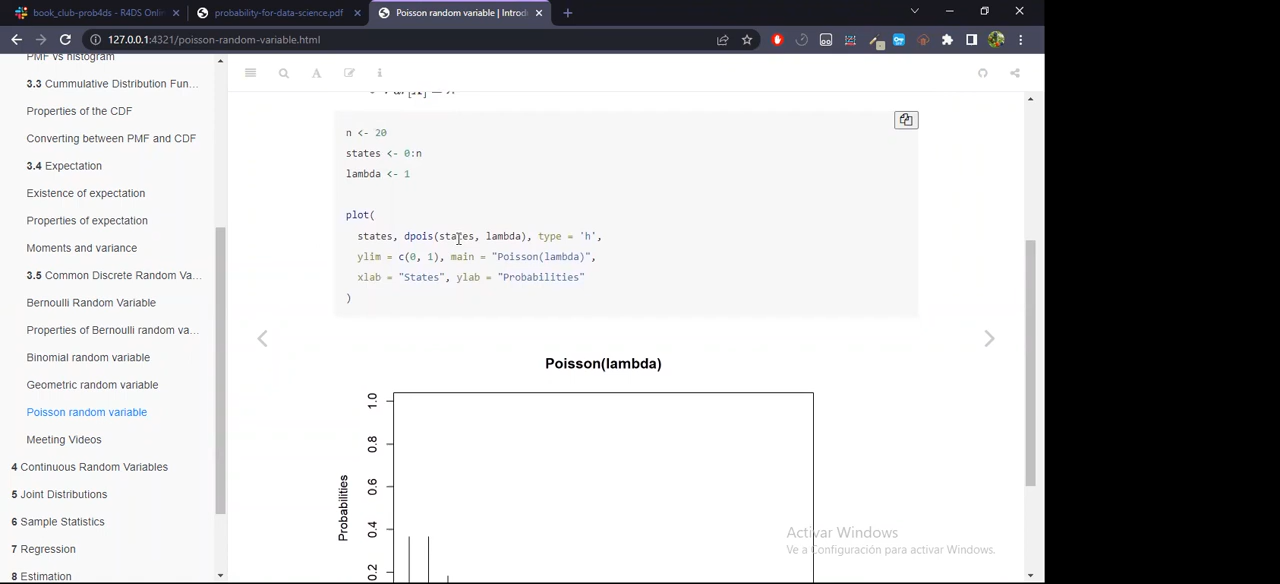 book_club-prob4ds - R4DS Online
probability-for-data-science.pdf
Poisson random variable | Introd
127.0.0.1:4321/poisson-random-variable.html
PMF vs histogram
3.3 Cummulative Distribution Fun...
Properties of the CDF
Converting between PMF and CDF
3.4 Expectation
Existence of expectation
Properties of expectation
Moments and variance
3.5 Common Discrete Random Va...
Bernoulli Random Variable
Properties of Bernoulli random va...
Binomial random variable
Geometric random variable
Poisson random variable
Meeting Videos
4 Continuous Random Variables
5 Joint Distributions
6 Sample Statistics
7 Regression
8 Estimation
n <- 20
states <- 0:n
lambda <- 1
plot(
states, dpois(states, lambda), type = 'h',
ylim = c(0, 1), main = "Poisson(lambda)",
xlab = "States", ylab = "Probabilities"
)
Poisson(lambda)
1.0
0.8
0.6
0.4
0.2
Probabilities
Activar Windows
Ve a Configuración para activar Windows.